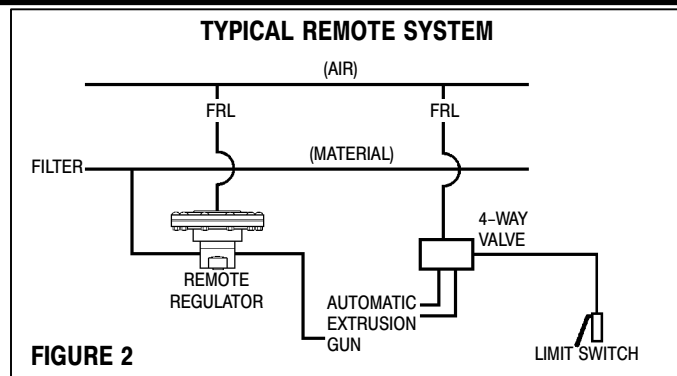 TYPICAL REMOTE SYSTEM
(AIR)
FRL
FRL
FILTER
(MATERIAL)
4-WAY
VALVE
REMOTE
REGULATOR
AUTOMATIC
EXTRUSION
GUN
LIMIT SWITCH
FIGURE 2